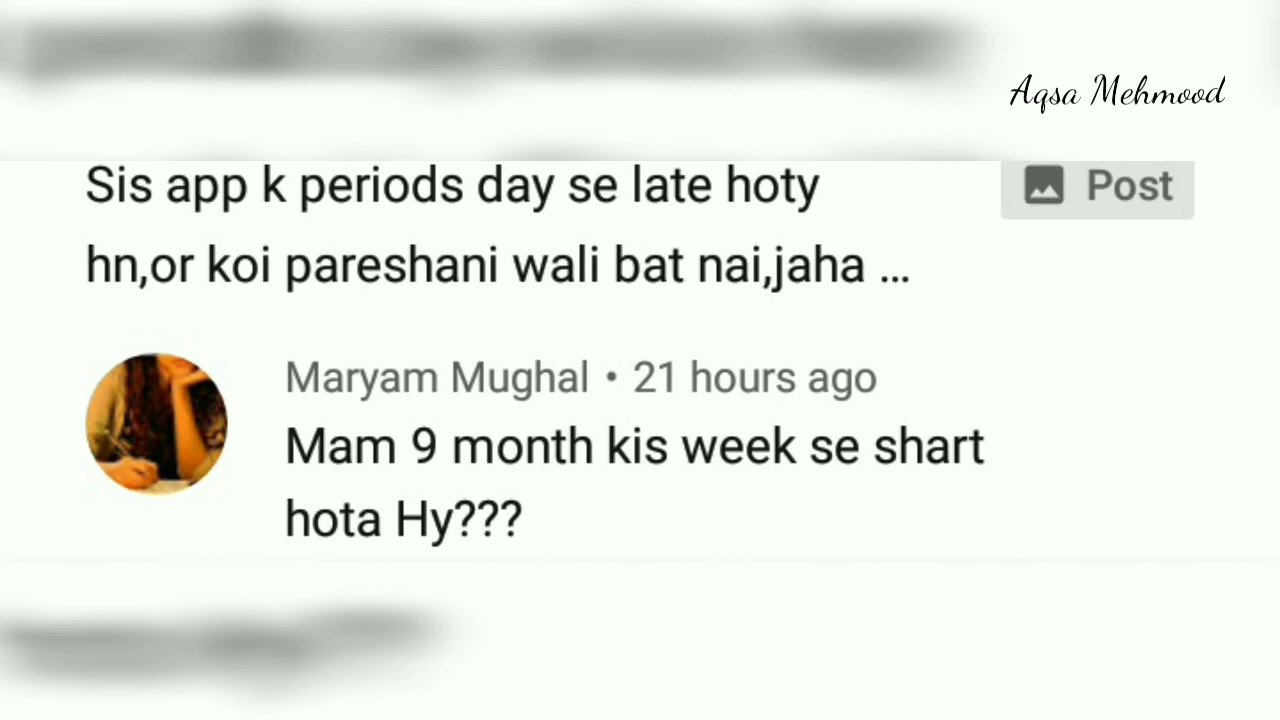 Aqsa Mehmood
Sis app k periods day se late hoty
Post
hn,or koi pareshani wali bat nai,jaha ...
Maryam Mughal • 21 hours ago
Mam 9 month kis week se shart
hota Hy???